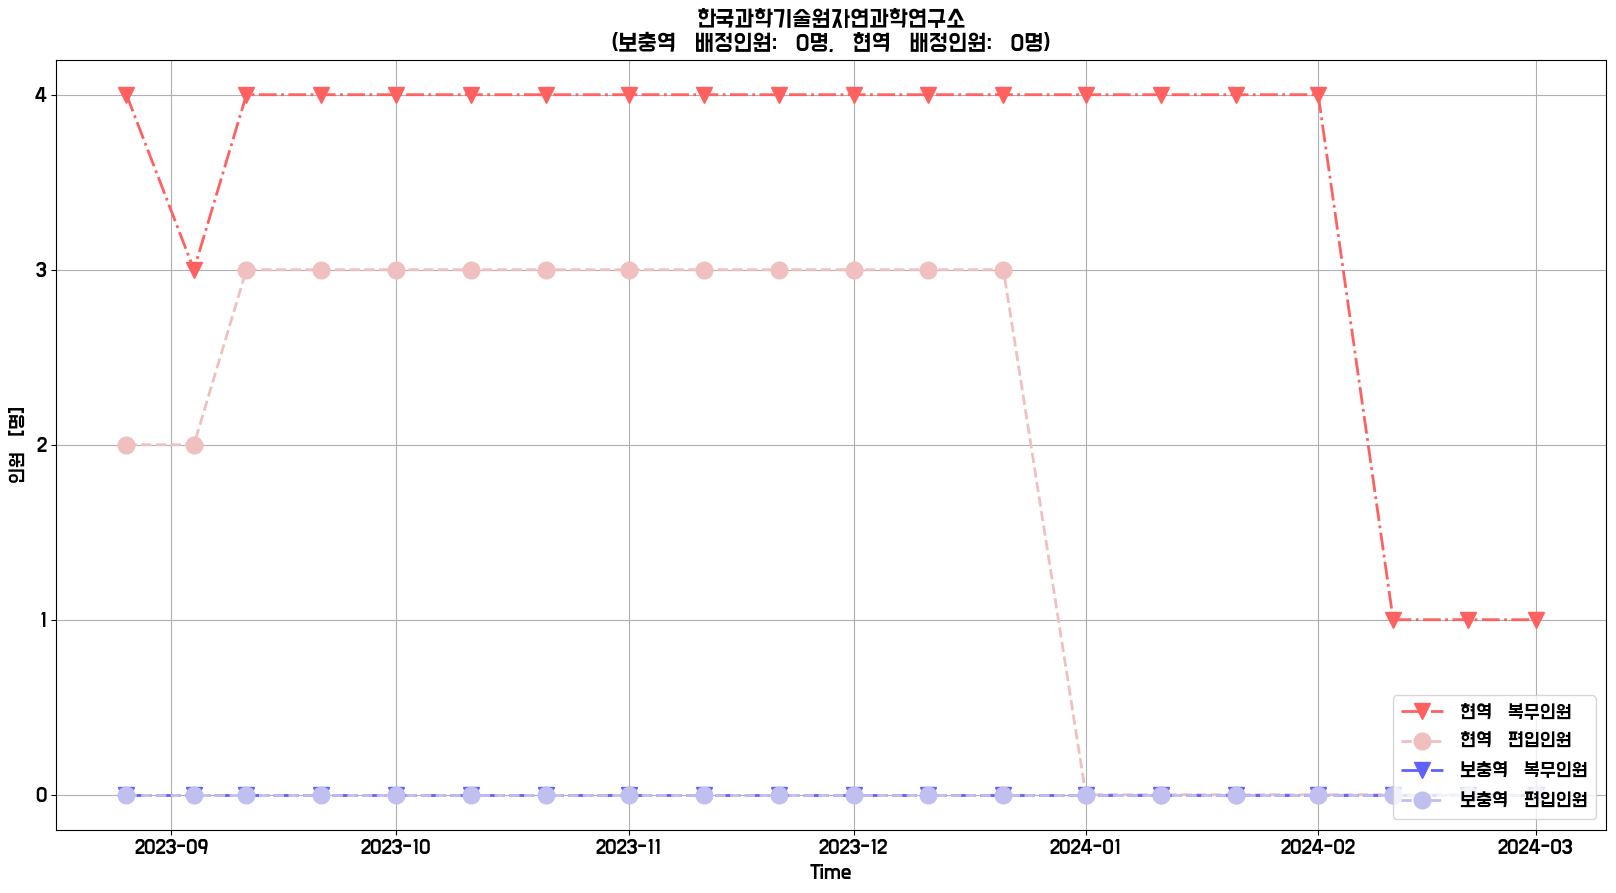 한국과학기술원자연과학연구소
(보충역 배정인원: 0명, 현역 배정인원: 0명)
인원 [명]
4
3
2
1
0
현역 복무인원
현역 편입인원
보충역 복무인원
보충역 편입인원
2023-09 2023-10 2023-11 2023-12 2024-01 2024-02 2024-03
Time